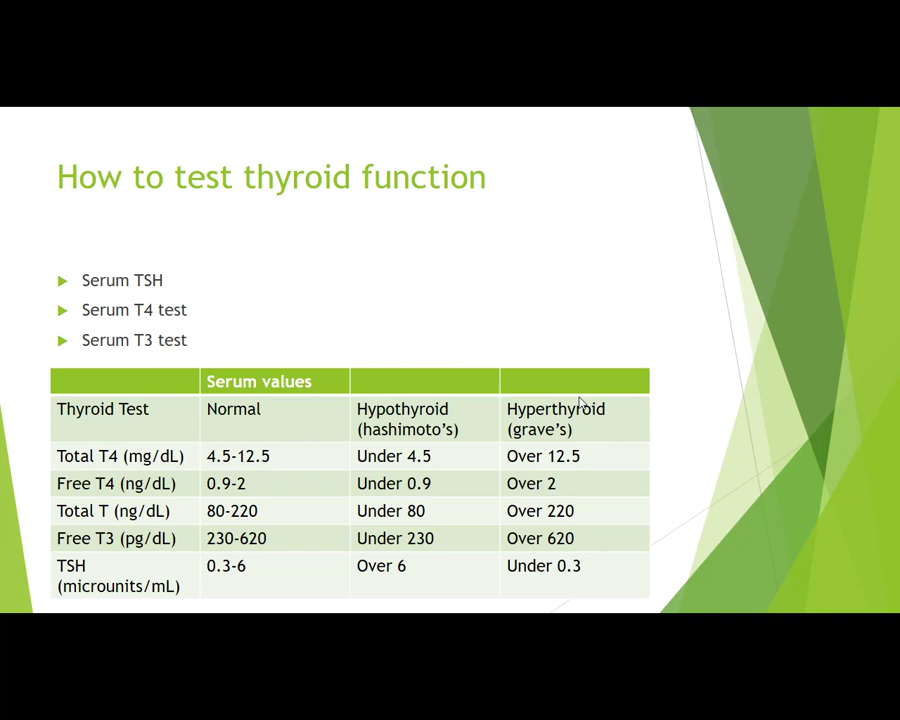 How to test thyroid function
Serum TSH
Serum T4 test
Serum T3 test
Serum values
Thyroid Test Normal Hypothyroid (hashimoto's) Hyperthyroid (grave's)
Total T4 (mg/dL) 4.5-12.5 Under 4.5 Over 12.5
Free T4 (ng/dL) 0.9-2 Under 0.9 Over 2
Total T (ng/dL) 80-220 Under 80 Over 220
Free T3 (pg/dL) 230-620 Under 230 Over 620
TSH (microunits/mL) 0.3-6 Over 6 Under 0.3